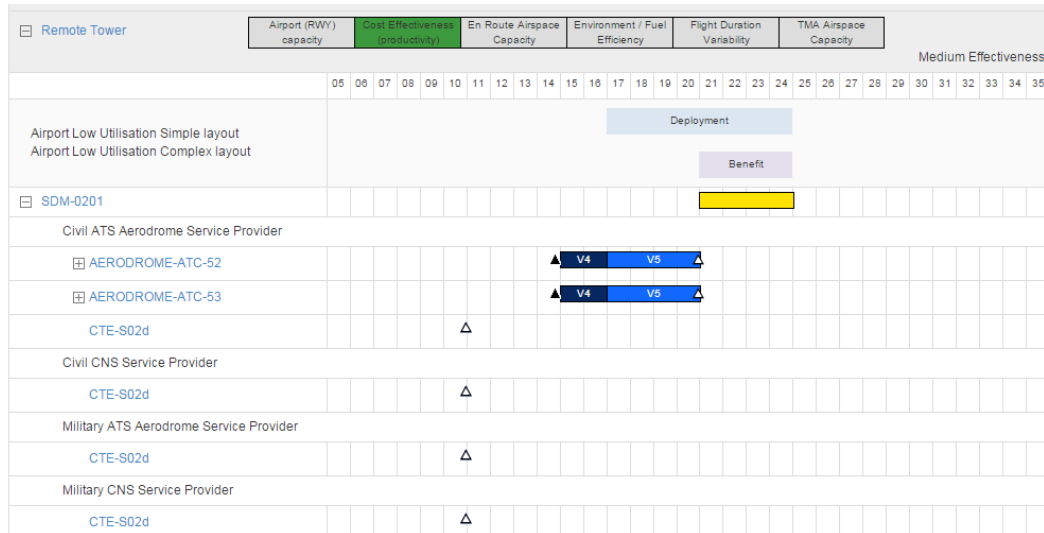 Remote Tower
Airport (RWY) capacity
Cost Effectiveness (productivity)
En Route Airspace Capacity
Environment / Fuel Efficiency
Flight Duration Variability
TMA Airspace Capacity
Medium Effectiveness
05 06 07 08 09 10 11 12 13 14 15 16 17 18 19 20 21 22 23 24 25 26 27 28 29 30 31 32 33 34 35
Airport Low Utilisation Simple layout
Airport Low Utilisation Complex layout
Deployment
Benefit
SDM-0201
Civil ATS Aerodrome Service Provider
AERODROME-ATC-52
V4 V5
AERODROME-ATC-53
V4 V5
CTE-S02d
Civil CNS Service Provider
CTE-S02d
Military ATS Aerodrome Service Provider
CTE-S02d
Military CNS Service Provider
CTE-S02d